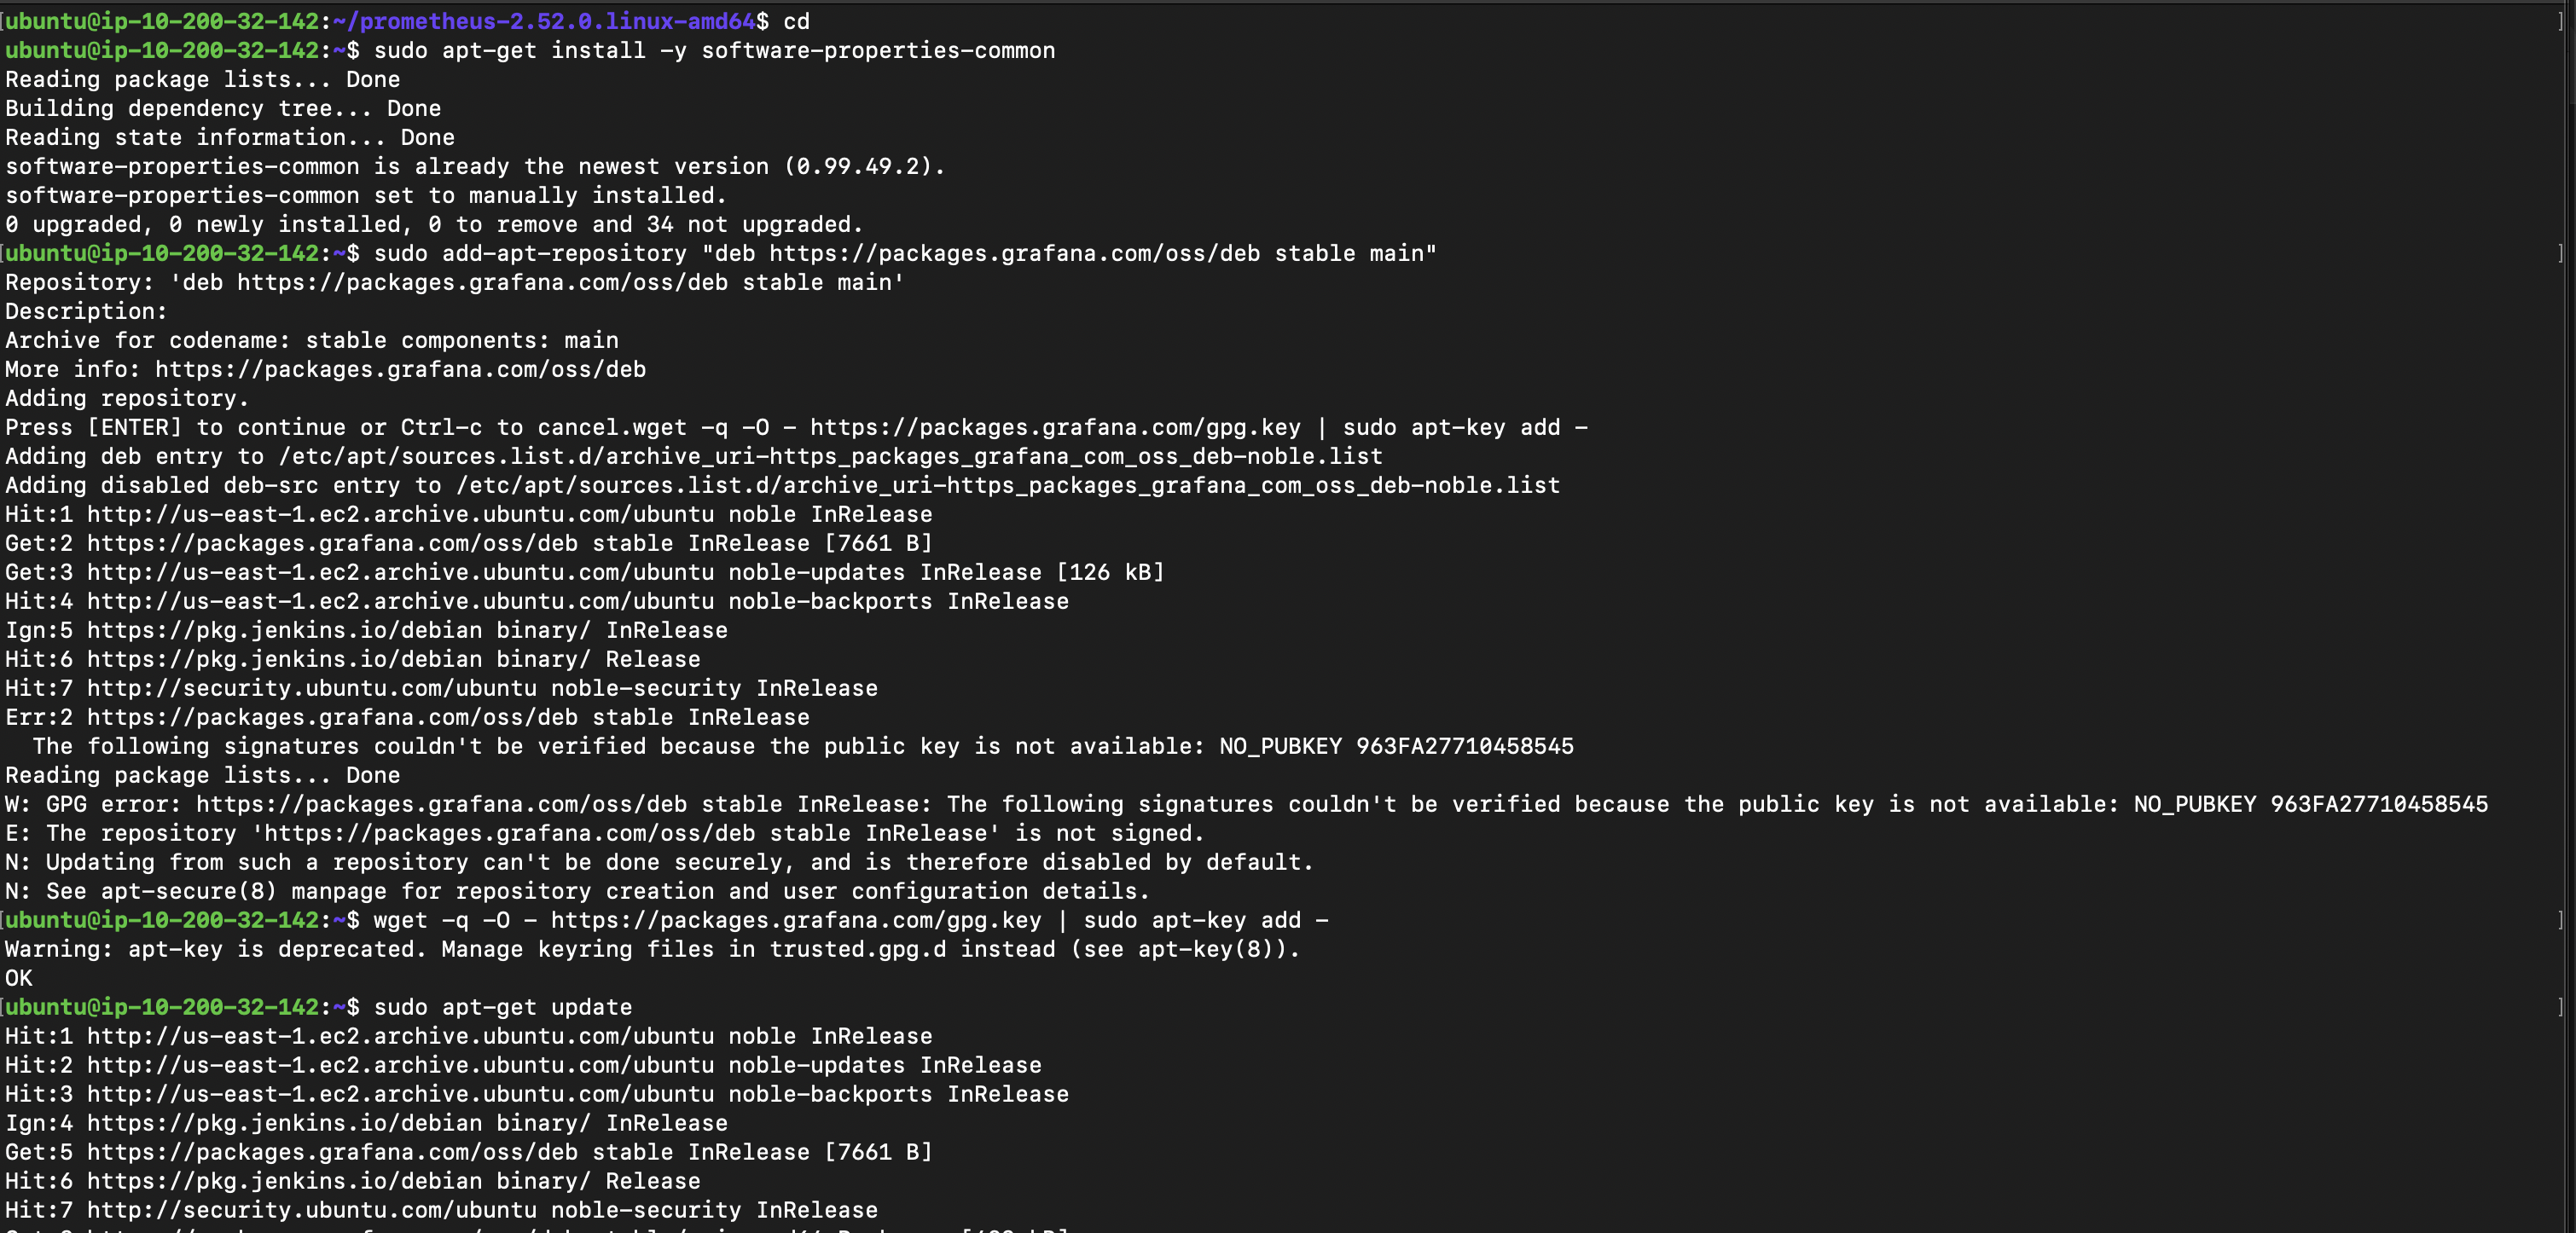 [ubuntu@ip-10-200-32-142:~/prometheus-2.52.0.linux-amd64$ cd ]
ubuntu@ip-10-200-32-142:~$ sudo apt-get install -y software-properties-common
Reading package lists... Done
Building dependency tree... Done
Reading state information... Done
software-properties-common is already the newest version (0.99.49.2).
software-properties-common set to manually installed.
0 upgraded, 0 newly installed, 0 to remove and 34 not upgraded.
[ubuntu@ip-10-200-32-142:~$ sudo add-apt-repository "deb https://packages.grafana.com/oss/deb stable main" ]
Repository: 'deb https://packages.grafana.com/oss/deb stable main'
Description:
Archive for codename: stable components: main
More info: https://packages.grafana.com/oss/deb
Adding repository.
Press [ENTER] to continue or Ctrl-c to cancel.wget -q -O - https://packages.grafana.com/gpg.key | sudo apt-key add -
Adding deb entry to /etc/apt/sources.list.d/archive_uri-https_packages_grafana_com_oss_deb-noble.list
Adding disabled deb-src entry to /etc/apt/sources.list.d/archive_uri-https_packages_grafana_com_oss_deb-noble.list
Hit:1 http://us-east-1.ec2.archive.ubuntu.com/ubuntu noble InRelease
Get:2 https://packages.grafana.com/oss/deb stable InRelease [7661 B]
Get:3 http://us-east-1.ec2.archive.ubuntu.com/ubuntu noble-updates InRelease [126 kB]
Hit:4 http://us-east-1.ec2.archive.ubuntu.com/ubuntu noble-backports InRelease
Ign:5 https://pkg.jenkins.io/debian binary/ InRelease
Hit:6 https://pkg.jenkins.io/debian binary/ Release
Hit:7 http://security.ubuntu.com/ubuntu noble-security InRelease
Err:2 https://packages.grafana.com/oss/deb stable InRelease
  The following signatures couldn't be verified because the public key is not available: NO_PUBKEY 963FA27710458545
Reading package lists... Done
W: GPG error: https://packages.grafana.com/oss/deb stable InRelease: The following signatures couldn't be verified because the public key is not available: NO_PUBKEY 963FA27710458545
E: The repository 'https://packages.grafana.com/oss/deb stable InRelease' is not signed.
N: Updating from such a repository can't be done securely, and is therefore disabled by default.
N: See apt-secure(8) manpage for repository creation and user configuration details.
[ubuntu@ip-10-200-32-142:~$ wget -q -O - https://packages.grafana.com/gpg.key | sudo apt-key add - ]
Warning: apt-key is deprecated. Manage keyring files in trusted.gpg.d instead (see apt-key(8)).
OK
[ubuntu@ip-10-200-32-142:~$ sudo apt-get update ]
Hit:1 http://us-east-1.ec2.archive.ubuntu.com/ubuntu noble InRelease
Hit:2 http://us-east-1.ec2.archive.ubuntu.com/ubuntu noble-updates InRelease
Hit:3 http://us-east-1.ec2.archive.ubuntu.com/ubuntu noble-backports InRelease
Ign:4 https://pkg.jenkins.io/debian binary/ InRelease
Get:5 https://packages.grafana.com/oss/deb stable InRelease [7661 B]
Hit:6 https://pkg.jenkins.io/debian binary/ Release
Hit:7 http://security.ubuntu.com/ubuntu noble-security InRelease